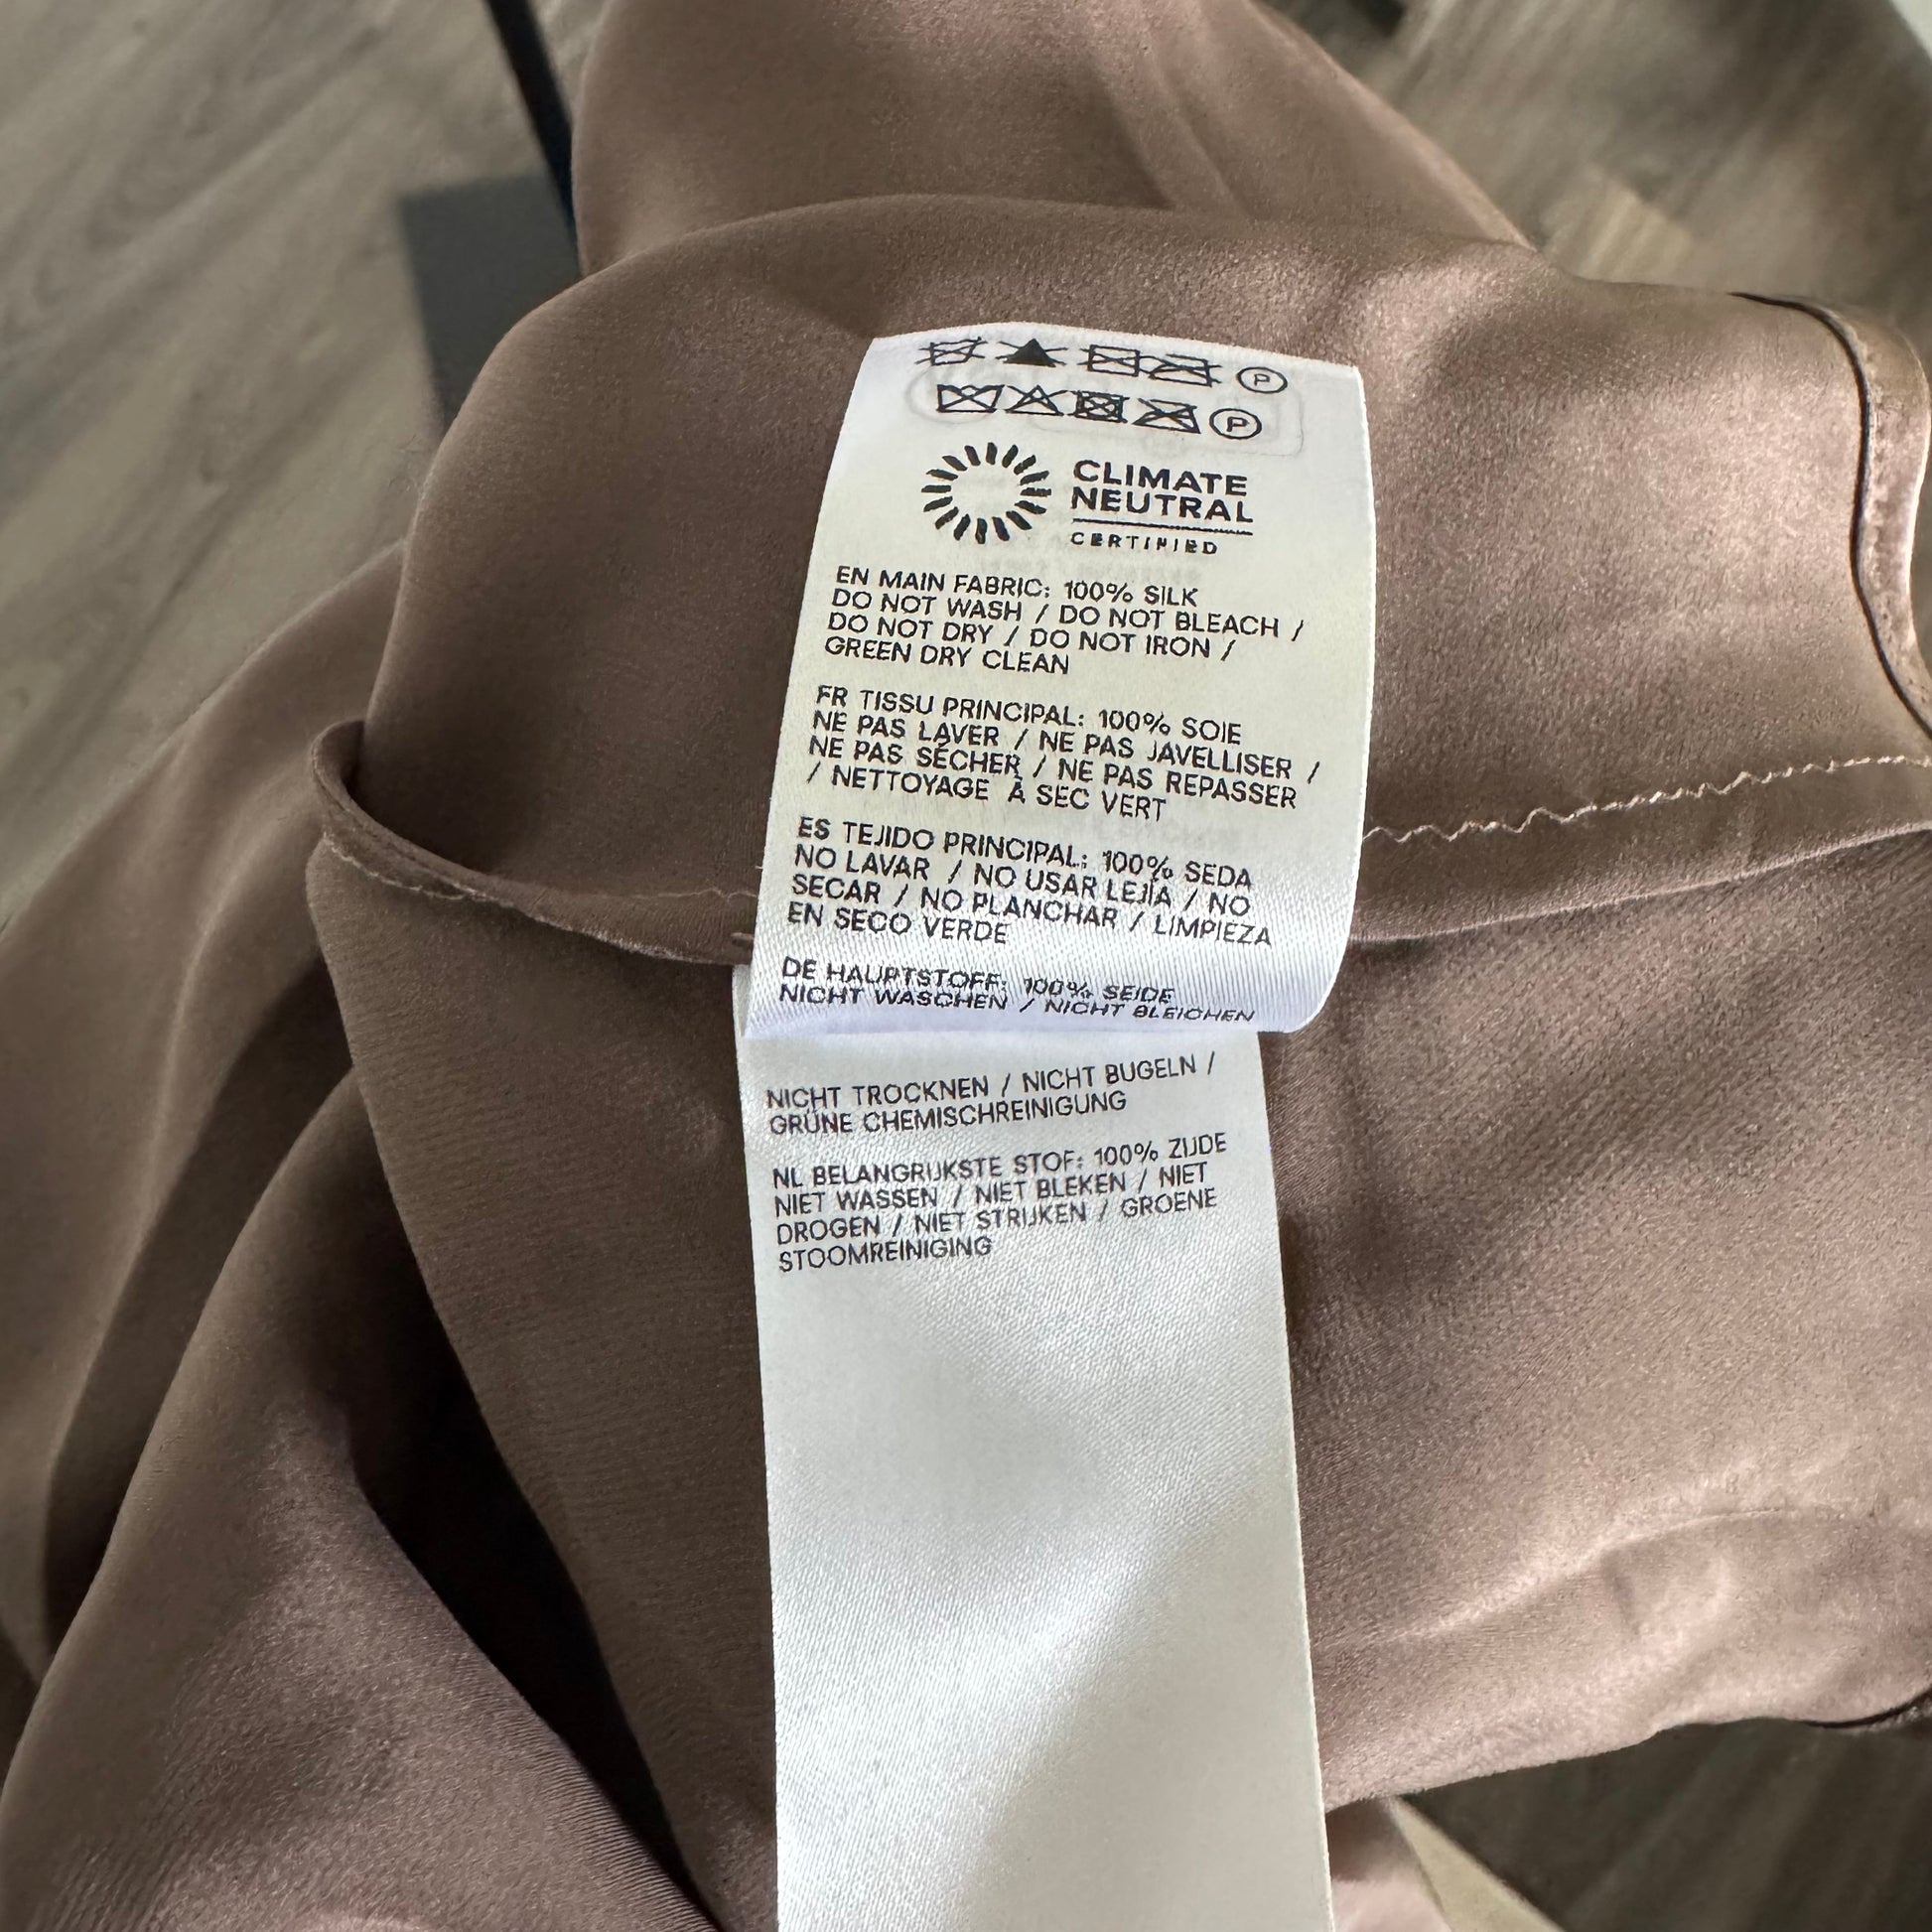 P
P
CLIMATE
NEUTRAL
CERTIFIED
EN MAIN FABRIC: 100% SILK
DO NOT WASH / DO NOT BLEACH /
DO NOT DRY / DO NOT IRON /
GREEN DRY CLEAN
FR TISSU PRINCIPAL: 100% SOIE
NE PAS LAVER / NE PAS JAVELLISER /
NE PAS SÉCHER / NE PAS REPASSER
/ NETTOYAGE À SEC VERT
ES TEJIDO PRINCIPAL: 100% SEDA
NO LAVAR / NO USAR LEJÍA / NO
SECAR / NO PLANCHAR / LIMPIEZA
EN SECO VERDE
DE HAUPTSTOFF: 100% SEIDE
NICHT WASCHEN / NICHT BLEICHEN
NICHT TROCKNEN / NICHT BUGELN /
GRÜNE CHEMISCHREINIGUNG
NL BELANGRIJKSTE STOF: 100% ZIJDE
NIET WASSEN / NIET BLEKEN / NIET
DROGEN / NIET STRIJKEN / GROENE
STOOMREINIGING